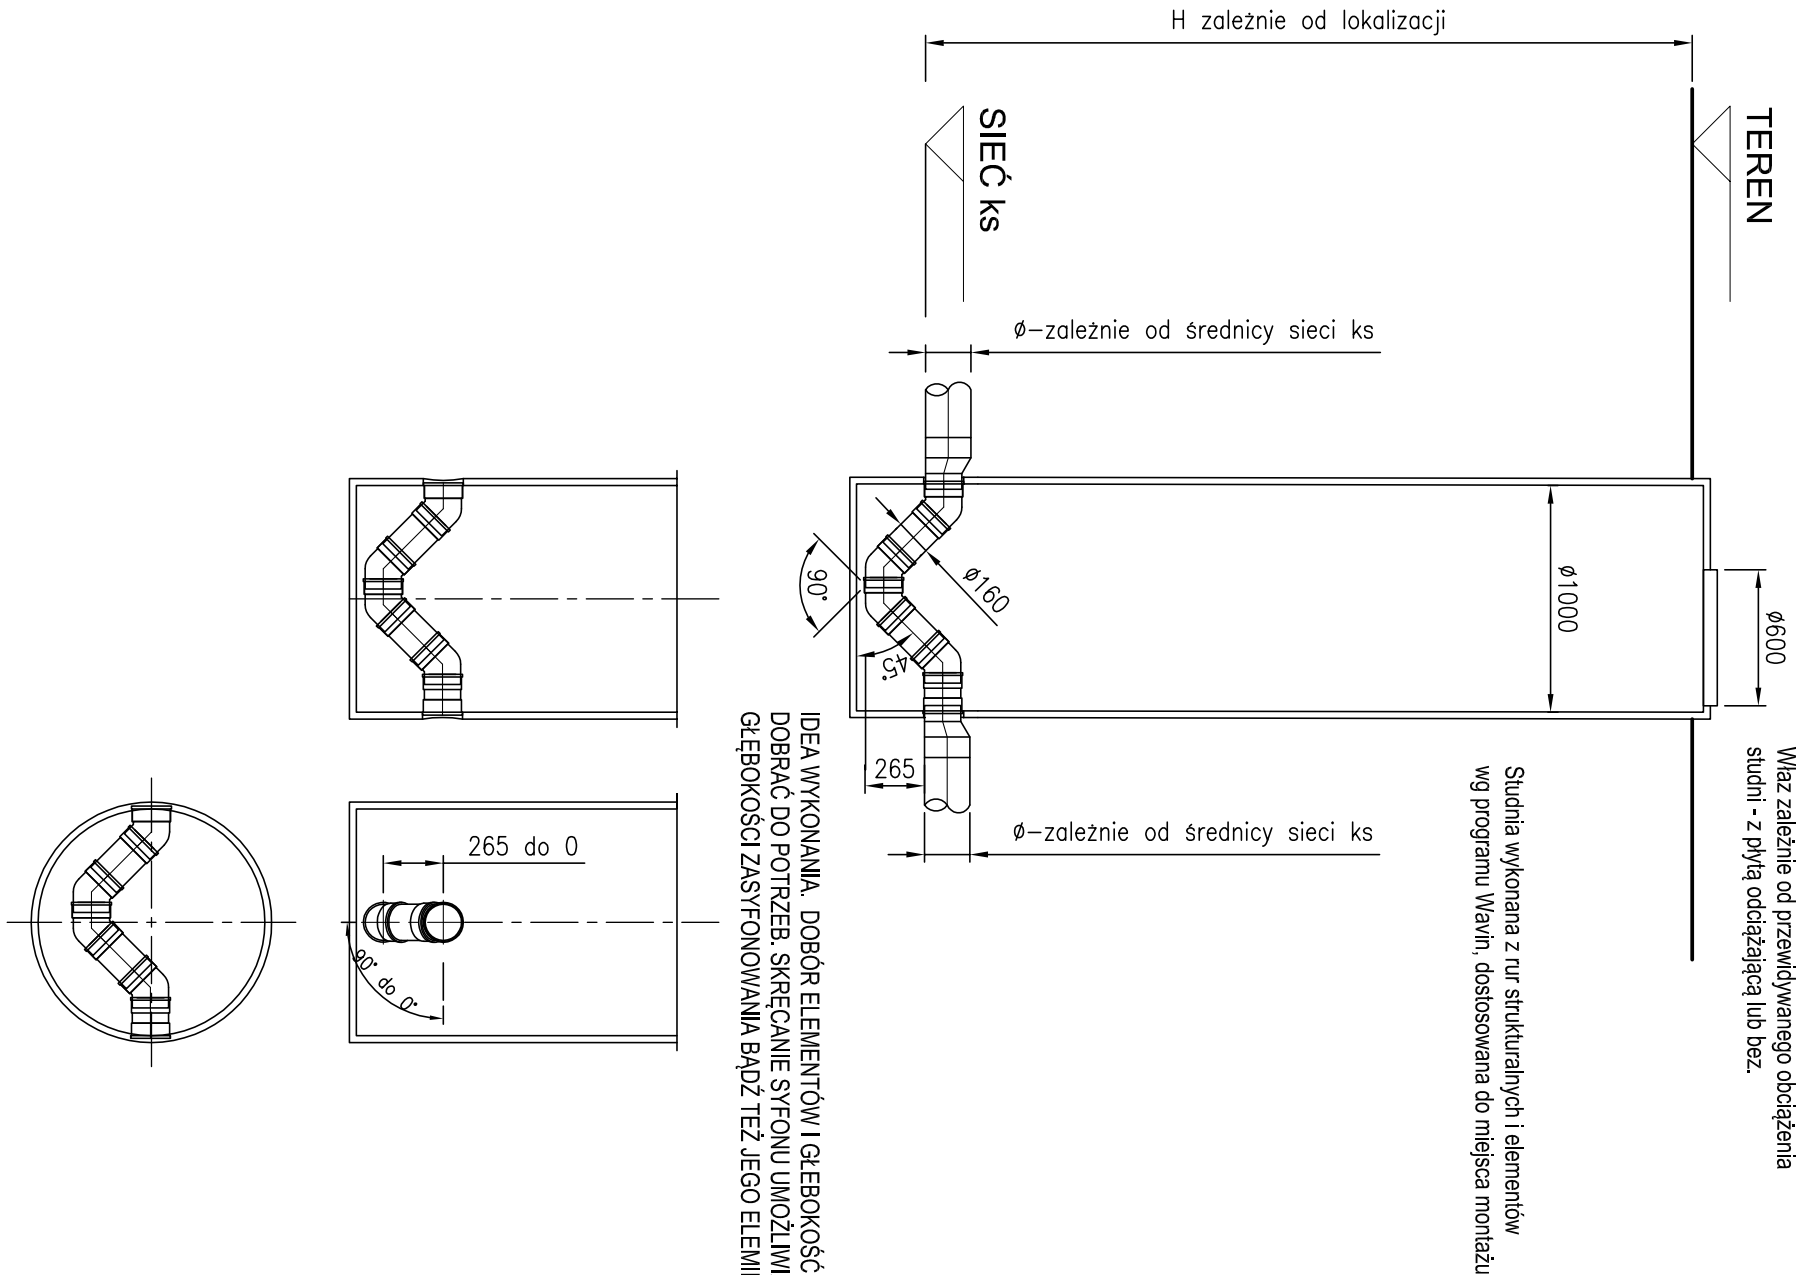 H zależnie od lokalizacji
TEREN
SIEĆ ks
ø-zależnie od średnicy sieci ks
ø600
ø1000
ø160
90°
45°
265
ø-zależnie od średnicy sieci ks
Właz zależnie od przewidywanego obciążenia
studni - z płytą odciążającą lub bez.
Studnia wykonana z rur strukturalnych i elementów
wg programu Wavin, dostosowana do miejsca montażu
IDEA WYKONANIA. DOBÓR ELEMENTÓW I GŁEBOKOŚĆ
DOBRAĆ DO POTRZEB. SKRĘCANIE SYFONU UMOŻLIWI
GŁĘBOKOŚCI ZASYFONOWANIA BĄDŹ TEŻ JEGO
265 do 0
90° do 0°